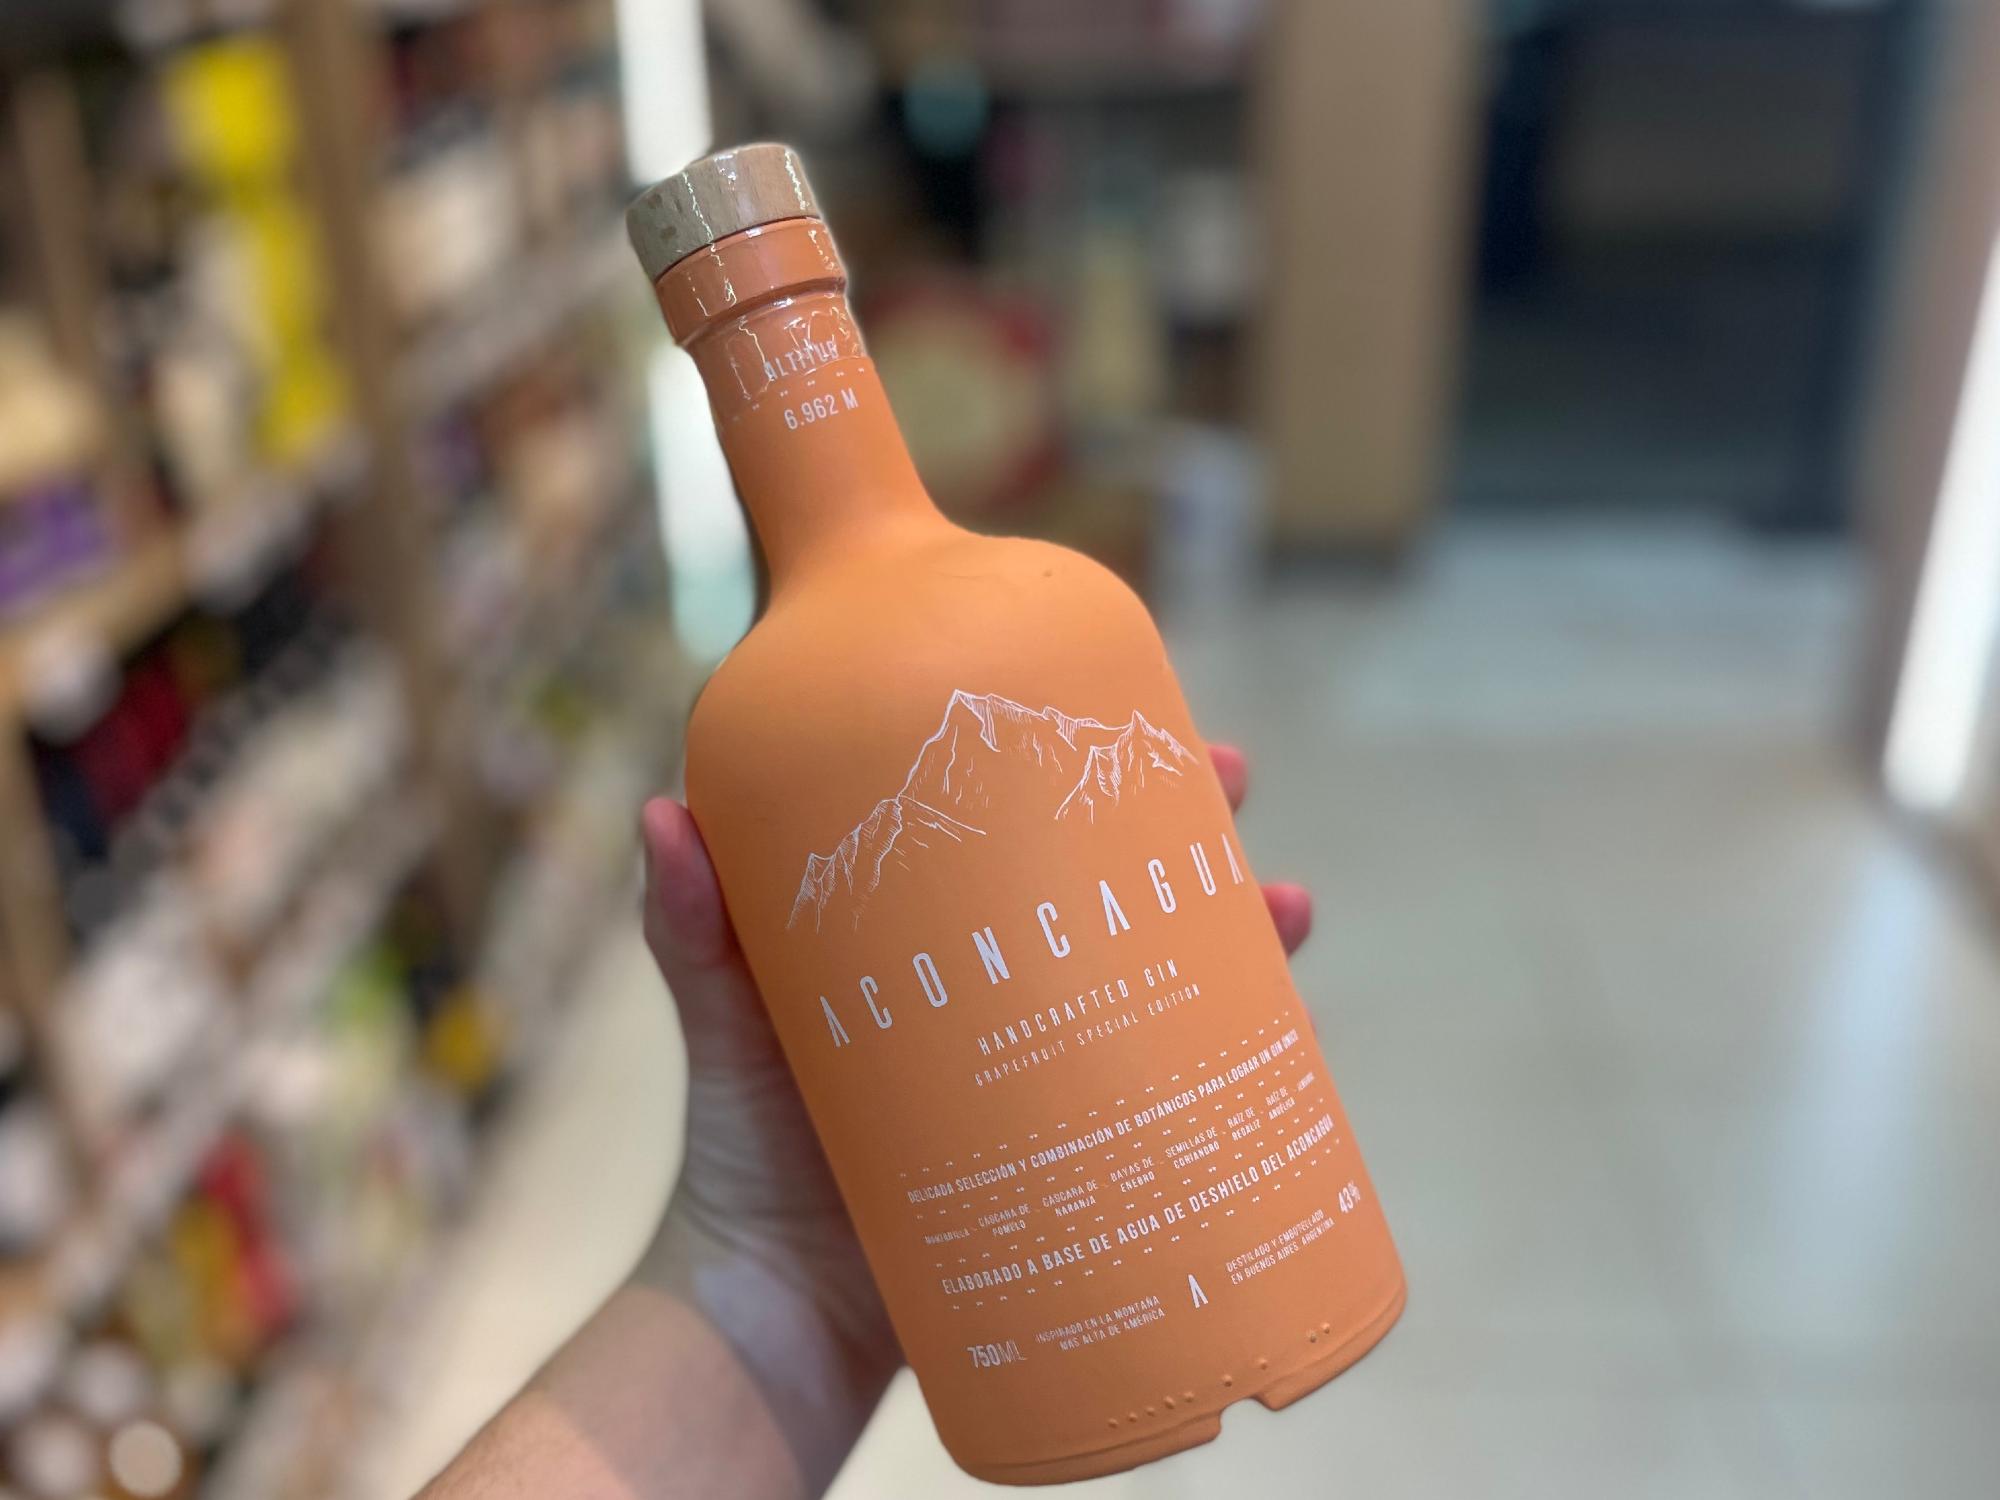 ALTITUD
6.962 M
ACONCAGUA
HANDCRAFTED GIN
GRAPEFRUIT SPECIAL EDITION
DELICADA SELECCIÓN Y COMBINACIÓN DE BOTÁNICOS PARA LOGRAR UN GIN ÚNICO
MANZANILLA CÁSCARA DE POMELO CÁSCARA DE NARANJA BAYAS DE ENEBRO SEMILLAS DE CORIANDRO RAÍZ DE REGALIZ RAÍZ DE ANGÉLICA
ELABORADO A BASE DE AGUA DE DESHIELO DEL ACONCAGUA
750ML
INSPIRADO EN LA MONTAÑA
MÁS ALTA DE AMÉRICA
DESTILADO Y EMBOTELLADO
EN BUENOS AIRES, ARGENTINA
43%